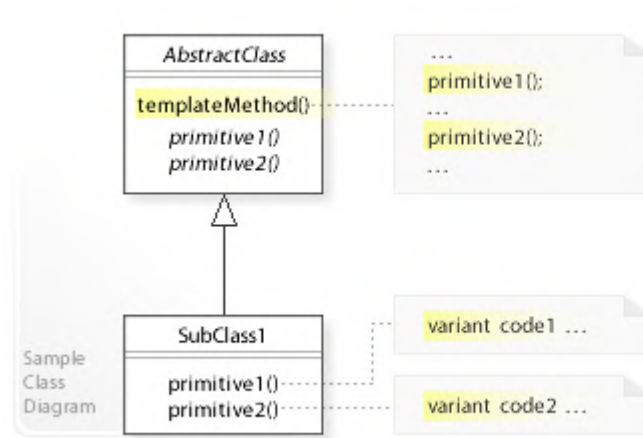 AbstractClass
templateMethod()
primitive1()
primitive2()
...
primitive1();
...
primitive2();
...
SubClass1
primitive1()
primitive2()
variant code1 ...
variant code2 ...
Sample
Class
Diagram